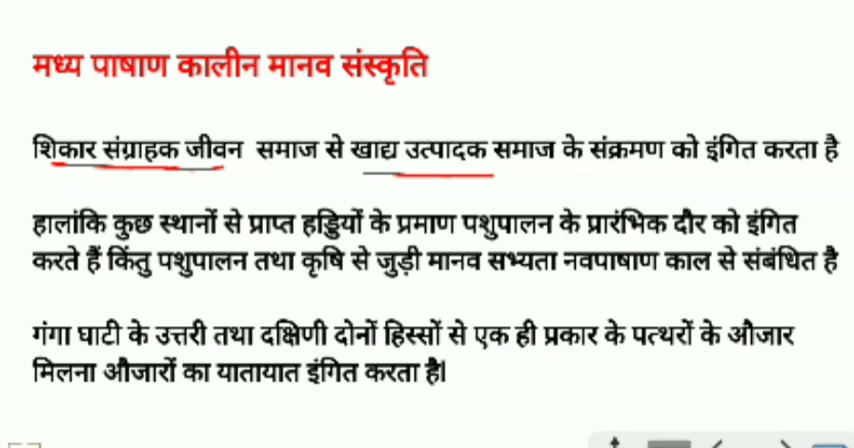 मध्य पाषाण कालीन मानव संस्कृति
शिकार संग्राहक जीवन समाज से खाद्य उत्पादक समाज के संक्रमण को इंगित करता है
हालांकि कुछ स्थानों से प्राप्त हड्डियों के प्रमाण पशुपालन के प्रारंभिक दौर को इंगित
करते हैं किंतु पशुपालन तथा कृषि से जुड़ी मानव सभ्यता नवपाषाण काल से संबंधित है
गंगा घाटी के उत्तरी तथा दक्षिणी दोनों हिस्सों से एक ही प्रकार के पत्थरों के औजार
मिलना औजारों का यातायात इंगित करता है।